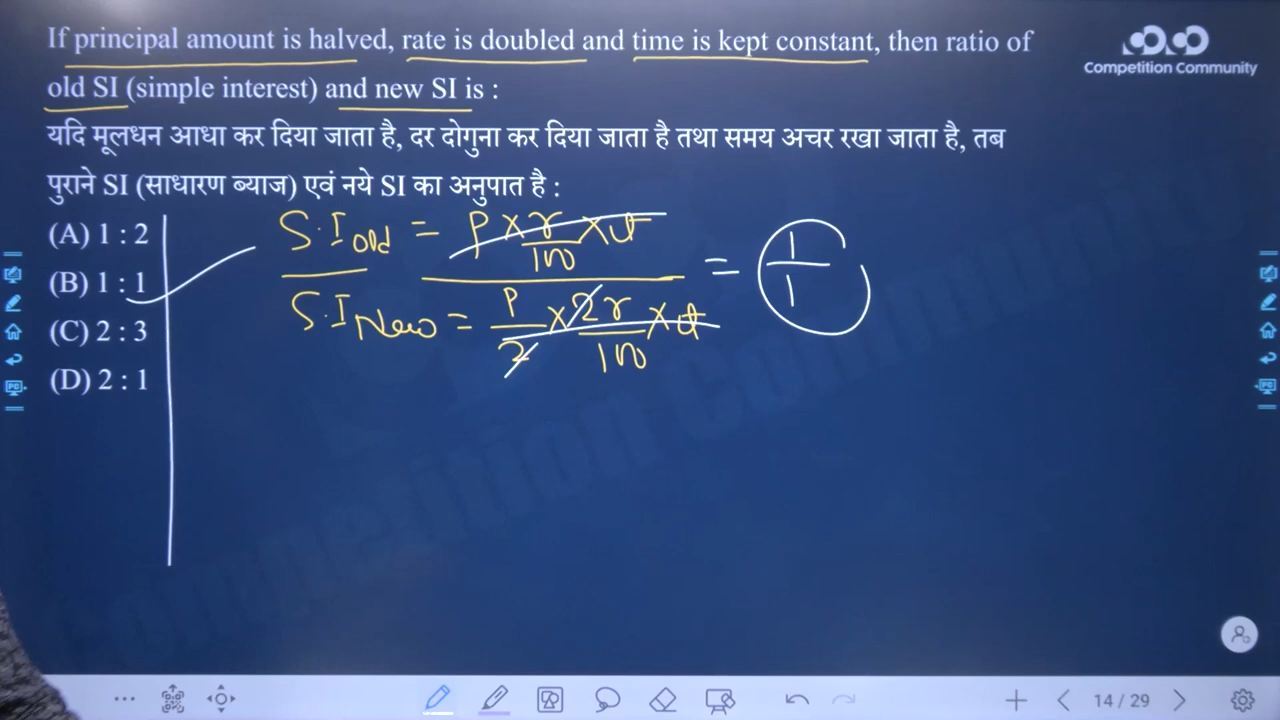 If principal amount is halved, rate is doubled and time is kept constant, then ratio of
old SI (simple interest) and new SI is :
यदि मूलधन आधा कर दिया जाता है, दर दोगुना कर दिया जाता है तथा समय अचर रखा जाता है, तब
पुराने SI (साधारण ब्याज) एवं नये SI का अनुपात है :
(A) 1 : 2
(B) 1 : 1
(C) 2 : 3
(D) 2 : 1
S.I old = P × r/100 × t
S.I New = P/2 × 2r/100 × t
= 1/1
Competition Community
Competition Community
14 / 29